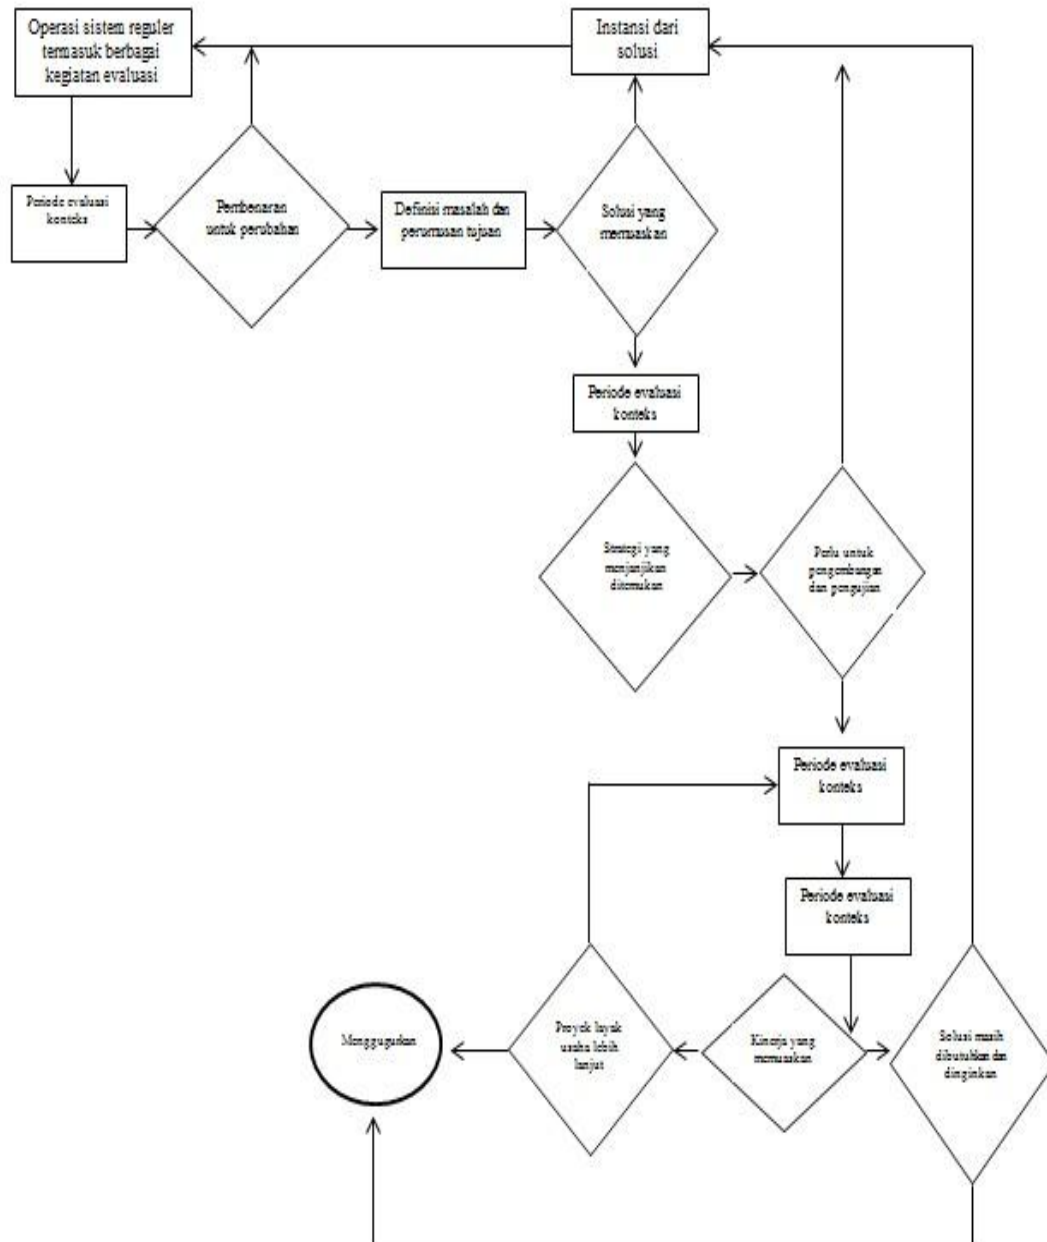 Operasi sistem reguler
termasuk berbagai
kegiatan evaluasi
Instansi dari
solusi
Periode evaluasi
konteks
Pembenaran
untuk perubahan
Definisi masalah dan
perumusan tujuan
Solusi yang
memuaskan
Periode evaluasi
konteks
Strategi yang
menjanjikan
ditemukan
Perlu untuk
pengembangan
dan pengujian
Periode evaluasi
konteks
Periode evaluasi
konteks
Menggugurkan
Proyek layak
usaha lebih
lanjut
Kinerja yang
memuaskan
Solusi masih
dibutuhkan dan
diinginkan